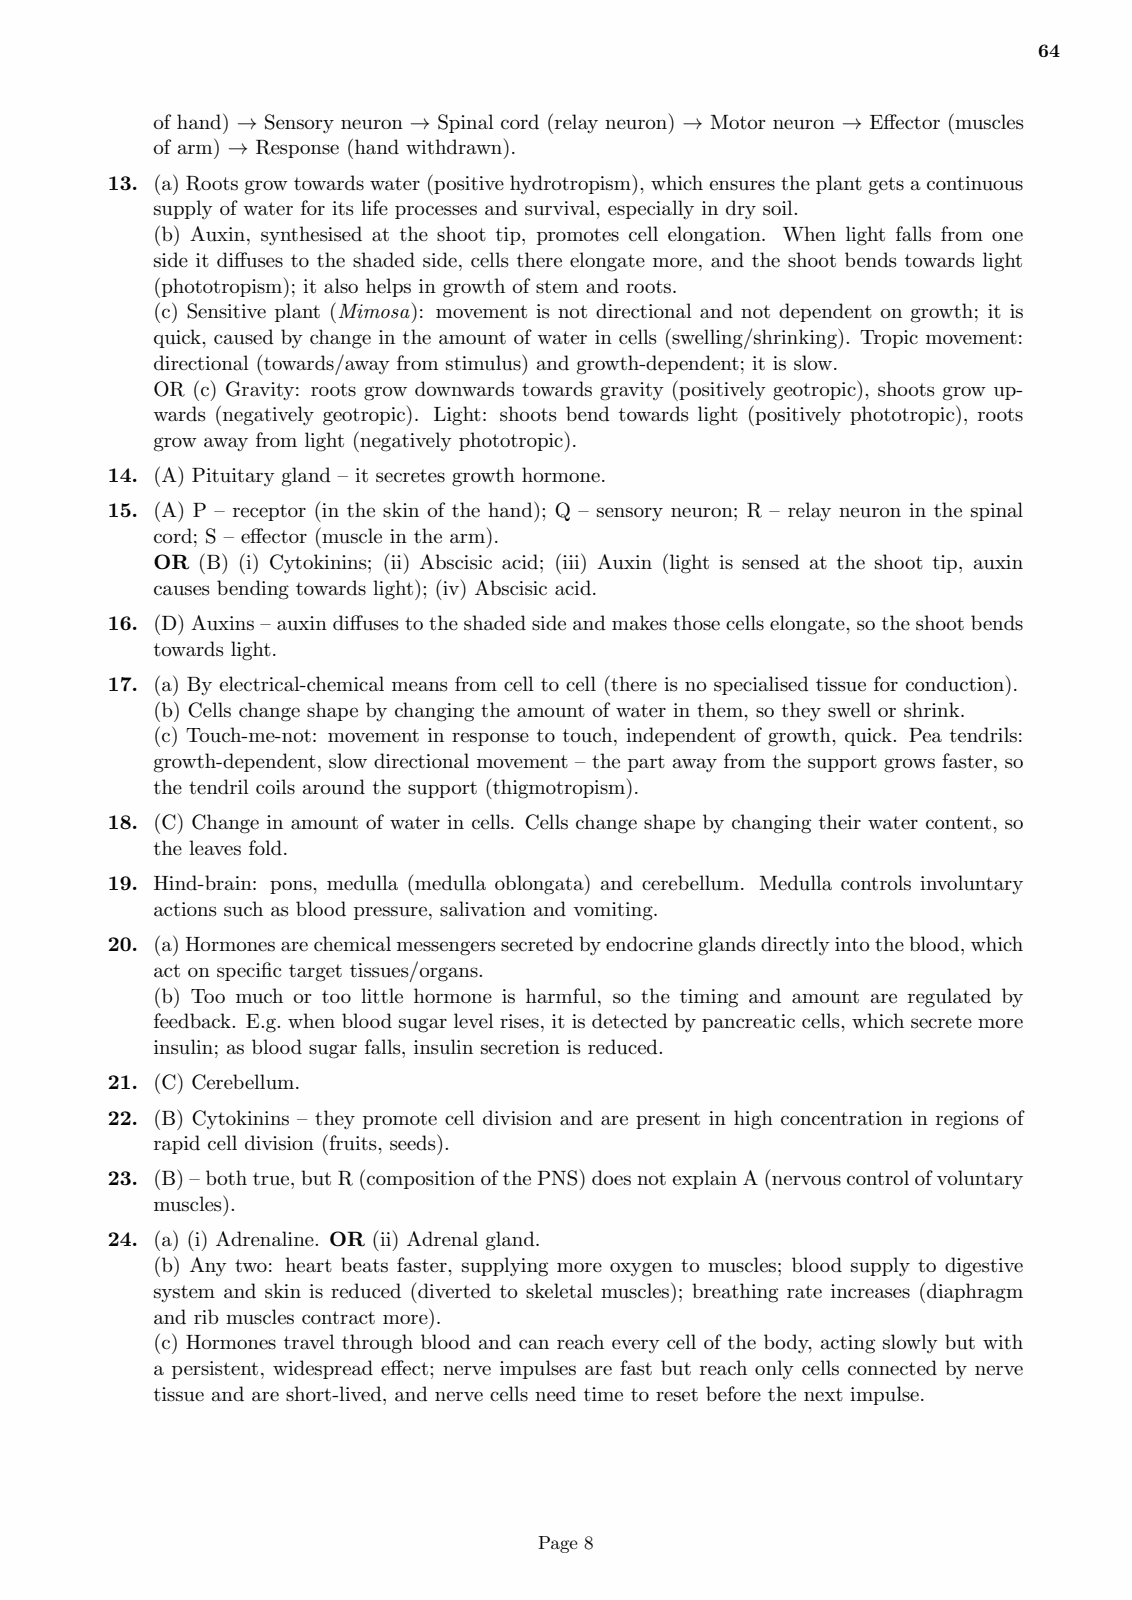 64
of hand) → Sensory neuron → Spinal cord (relay neuron) → Motor neuron → Effector (muscles
of arm) → Response (hand withdrawn).
13. (a) Roots grow towards water (positive hydrotropism), which ensures the plant gets a continuous
supply of water for its life processes and survival, especially in dry soil.
(b) Auxin, synthesised at the shoot tip, promotes cell elongation. When light falls from one
side it diffuses to the shaded side, cells there elongate more, and the shoot bends towards light
(phototropism); it also helps in growth of stem and roots.
(c) Sensitive plant (Mimosa): movement is not directional and not dependent on growth; it is
quick, caused by change in the amount of water in cells (swelling/shrinking). Tropic movement:
directional (towards/away from stimulus) and growth-dependent; it is slow.
OR (c) Gravity: roots grow downwards towards gravity (positively geotropic), shoots grow up-
wards (negatively geotropic). Light: shoots bend towards light (positively phototropic), roots
grow away from light (negatively phototropic).
14. (A) Pituitary gland – it secretes growth hormone.
15. (A) P – receptor (in the skin of the hand); Q – sensory neuron; R – relay neuron in the spinal
cord; S – effector (muscle in the arm).
OR (B) (i) Cytokinins; (ii) Abscisic acid; (iii) Auxin (light is sensed at the shoot tip, auxin
causes bending towards light); (iv) Abscisic acid.
16. (D) Auxins – auxin diffuses to the shaded side and makes those cells elongate, so the shoot bends
towards light.
17. (a) By electrical-chemical means from cell to cell (there is no specialised tissue for conduction).
(b) Cells change shape by changing the amount of water in them, so they swell or shrink.
(c) Touch-me-not: movement in response to touch, independent of growth, quick. Pea tendrils:
growth-dependent, slow directional movement – the part away from the support grows faster, so
the tendril coils around the support (thigmotropism).
18. (C) Change in amount of water in cells. Cells change shape by changing their water content, so
the leaves fold.
19. Hind-brain: pons, medulla (medulla oblongata) and cerebellum. Medulla controls involuntary
actions such as blood pressure, salivation and vomiting.
20. (a) Hormones are chemical messengers secreted by endocrine glands directly into the blood, which
act on specific target tissues/organs.
(b) Too much or too little hormone is harmful, so the timing and amount are regulated by
feedback. E.g. when blood sugar level rises, it is detected by pancreatic cells, which secrete more
insulin; as blood sugar falls, insulin secretion is reduced.
21. (C) Cerebellum.
22. (B) Cytokinins – they promote cell division and are present in high concentration in regions of
rapid cell division (fruits, seeds).
23. (B) – both true, but R (composition of the PNS) does not explain A (nervous control of voluntary
muscles).
24. (a) (i) Adrenaline. OR (ii) Adrenal gland.
(b) Any two: heart beats faster, supplying more oxygen to muscles; blood supply to digestive
system and skin is reduced (diverted to skeletal muscles); breathing rate increases (diaphragm
and rib muscles contract more).
(c) Hormones travel through blood and can reach every cell of the body, acting slowly but with
a persistent, widespread effect; nerve impulses are fast but reach only cells connected by nerve
tissue and are short-lived, and nerve cells need time to reset before the next impulse.
Page 8